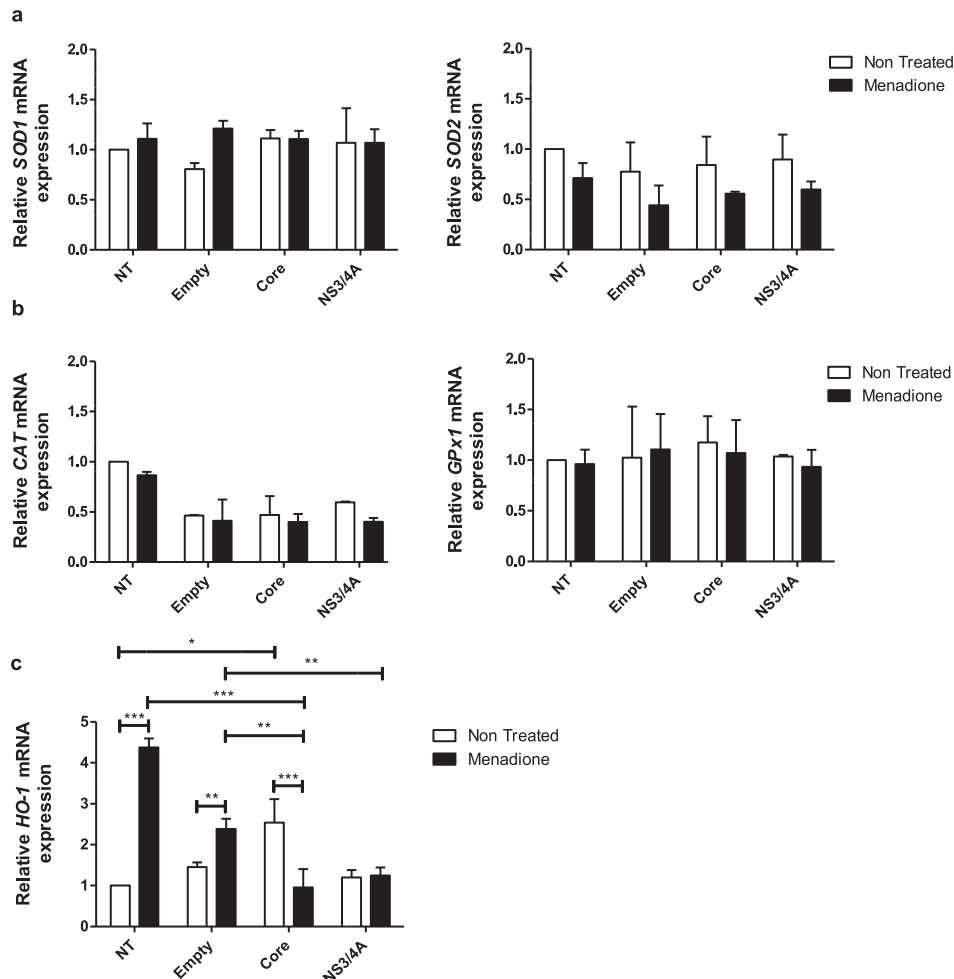 a
Relative SOD1 mRNA
expression
2.0
1.5
1.0
0.5
0.0
NT
Empty
Core
NS3/4A
Relative SOD2 mRNA
expression
2.0
1.5
1.0
0.5
0.0
NT
Empty
Core
NS3/4A
Non Treated
Menadione
b
Relative CAT mRNA
expression
2.0
1.5
1.0
0.5
0.0
NT
Empty
Core
NS3/4A
Relative GPx1 mRNA
expression
2.0
1.5
1.0
0.5
0.0
NT
Empty
Core
NS3/4A
Non Treated
Menadione
c
Relative HO-1 mRNA
expression
5
4
3
2
1
0
*
**
***
***
**
***
**
NT
Empty
Core
NS3/4A
Non Treated
Menadione